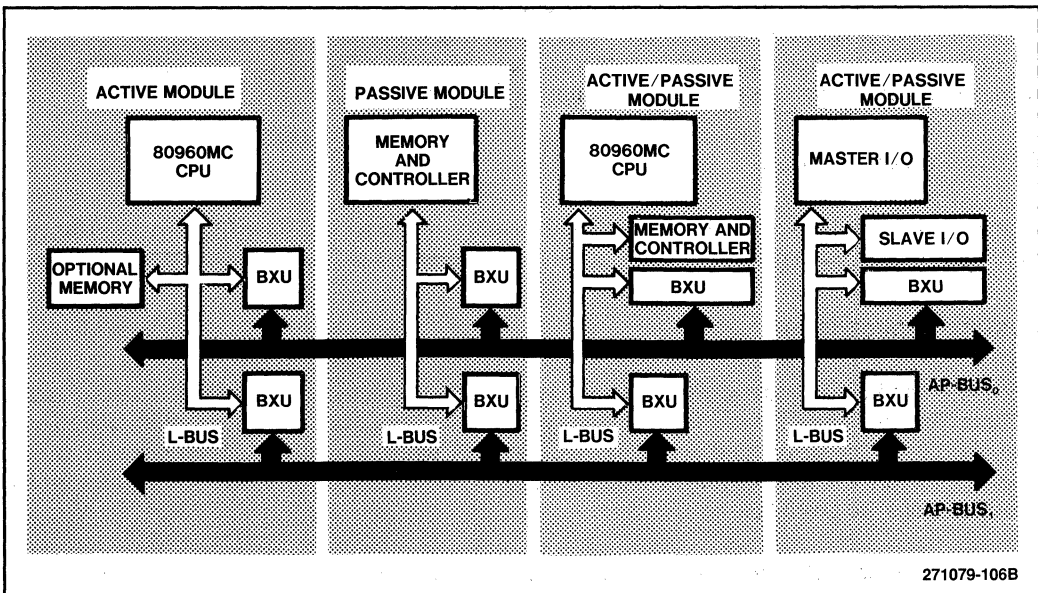 ACTIVE MODULE
80960MC
CPU
OPTIONAL
MEMORY
BXU
BXU
L-BUS
PASSIVE MODULE
MEMORY
AND
CONTROLLER
BXU
BXU
L-BUS
ACTIVE/PASSIVE
MODULE
80960MC
CPU
MEMORY AND
CONTROLLER
BXU
BXU
L-BUS
ACTIVE/PASSIVE
MODULE
MASTER I/O
SLAVE I/O
BXU
BXU
L-BUS
AP-BUS₀
AP-BUS₁
271079-106B